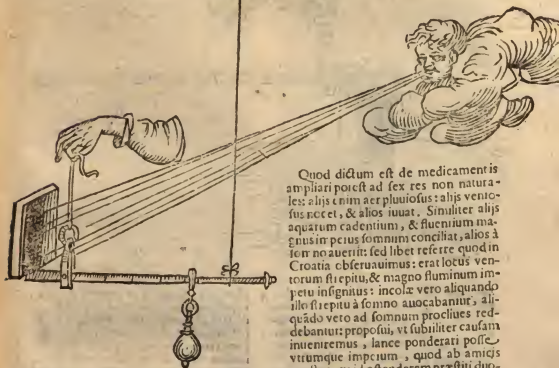 Quod dictum eſt de medicamentis
ampliari poteſt ad ſex res non natura-
les: alijs enim aer pluuioſus: alijs vento-
ſus nocet, & alios iuuat. Similiter alijs
aquarum cadentium, & fluentium ma-
gnus impetus ſomnum conciliat, alios à
ſomno auertit: ſed libet referre quod in
Croatia obſeruauimus: erat locus ven-
torum ſtrepitu, & magno fluminum im-
petu inſignitus: incolæ vero aliquando
illo ſtrepitu à ſomno auocabantur, ali-
quãdo vero ad ſomnum procliues red-
debantur: propoſui, vt ſubtiliter cauſam
inueniremus, lance ponderari poſſe
vtrumque impetum, quod ab amicis